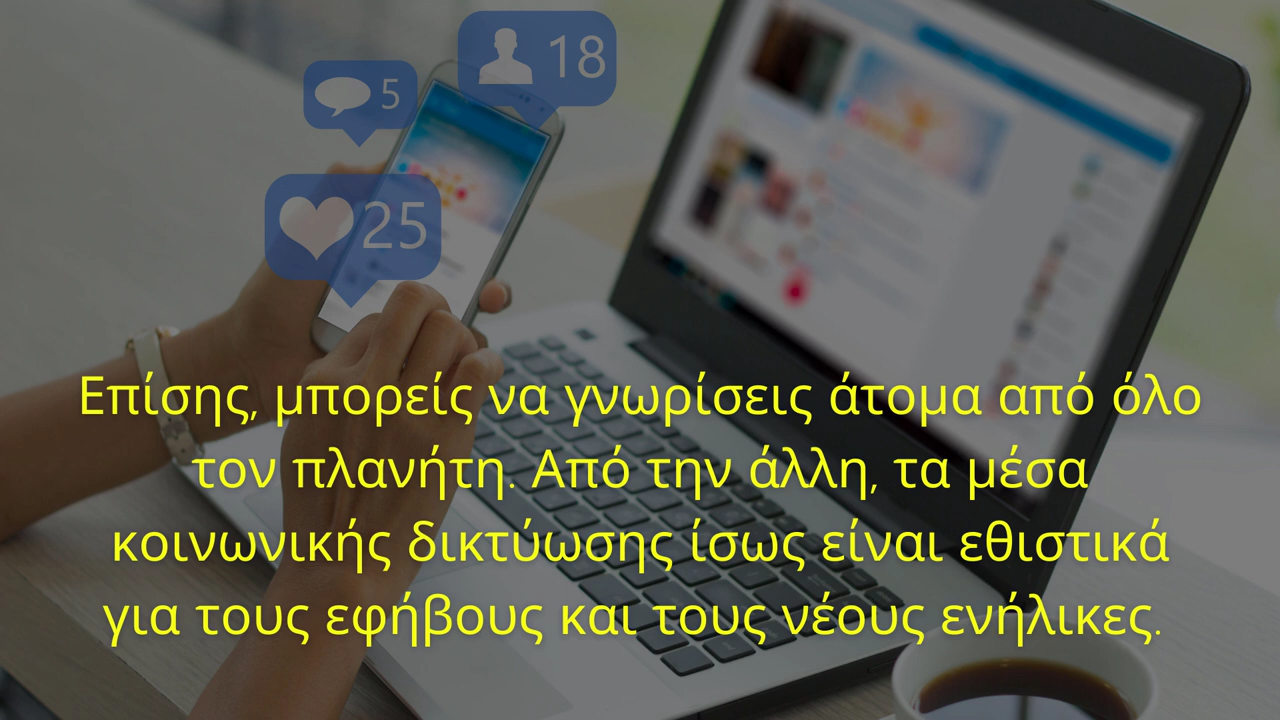 18
5
25
Επίσης, μπορείς να γνωρίσεις άτομα από όλο
τον πλανήτη. Από την άλλη, τα μέσα
κοινωνικής δικτύωσης ίσως είναι εθιστικά
για τους εφήβους και τους νέους ενήλικες.